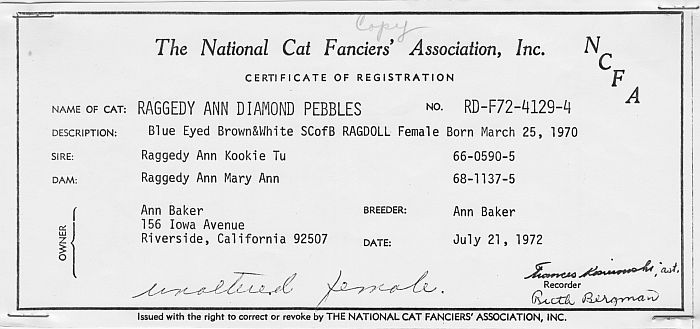 Copy
The National Cat Fanciers' Association, Inc.
NCFA
CERTIFICATE OF REGISTRATION
NAME OF CAT: RAGGEDY ANN DIAMOND PEBBLES NO. RD-F72-4129-4
DESCRIPTION: Blue Eyed Brown&White SCofB RAGDOLL Female Born March 25, 1970
SIRE: Raggedy Ann Kookie Tu 66-0590-5
DAM: Raggedy Ann Mary Ann 68-1137-5
OWNER
Ann Baker BREEDER: Ann Baker
156 Iowa Avenue
Riverside, California 92507 DATE: July 21, 1972
unaltered female.
Frances
Recorder
Ruth Bergman
Issued with the right to correct or revoke by THE NATIONAL CAT FANCIERS' ASSOCIATION, INC.